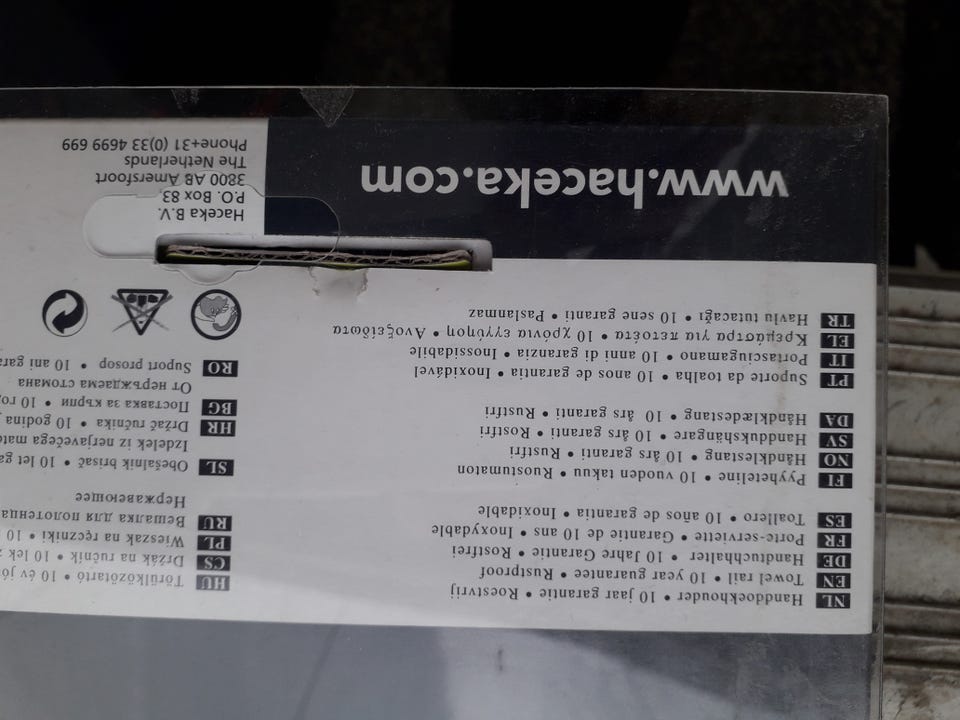 NL Handdoekhouder • 10 jaar garantie • Roestvrij
EN Towel rail • 10 year guarantee • Rustproof
DE Handtuchhalter • 10 Jahre Garantie • Rostfrei
FR Porte-serviette • Garantie de 10 ans • Inoxydable
ES Toallero • 10 años de garantia • Inoxidable
FI Pyyheteline • 10 vuoden takuu • Ruostumaton
NO Håndklestang • 10 års garanti • Rustfri
SV Handdukshängare • 10 års garanti • Rostfri
DA Håndklædestang • 10 års garanti • Rustfri
PT Suporte da toalha • 10 anos de garantia • Inoxidável
IT Portasciugamano • 10 anni di garanzia • Inossidabile
EL Κρεμάστρα για πετσέτα • 10 χρόνια εγγύηση • Ανοξείδωτα
TR Havlu tutacağı • 10 sene garanti • Paslanmaz
HU Törülközőtartó • 10 év
CS Držák na ručník • 10 let
PL Wieszak na ręczniki • 10
RU Вешалка для полотенца
Нержавеющее
SL Obešalnik brisač • 10 let
Izdelek iz nerjavečega
HR Držač ručnika • 10 godina
BG Поставка за кърпи • 10
От неръждаема стомана
RO Suport prosop • 10 ani
www.haceka.com
Haceka B.V.
P.O. Box 83
3800 AB Amersfoort
The Netherlands
Phone+31 (0)33 4699 699